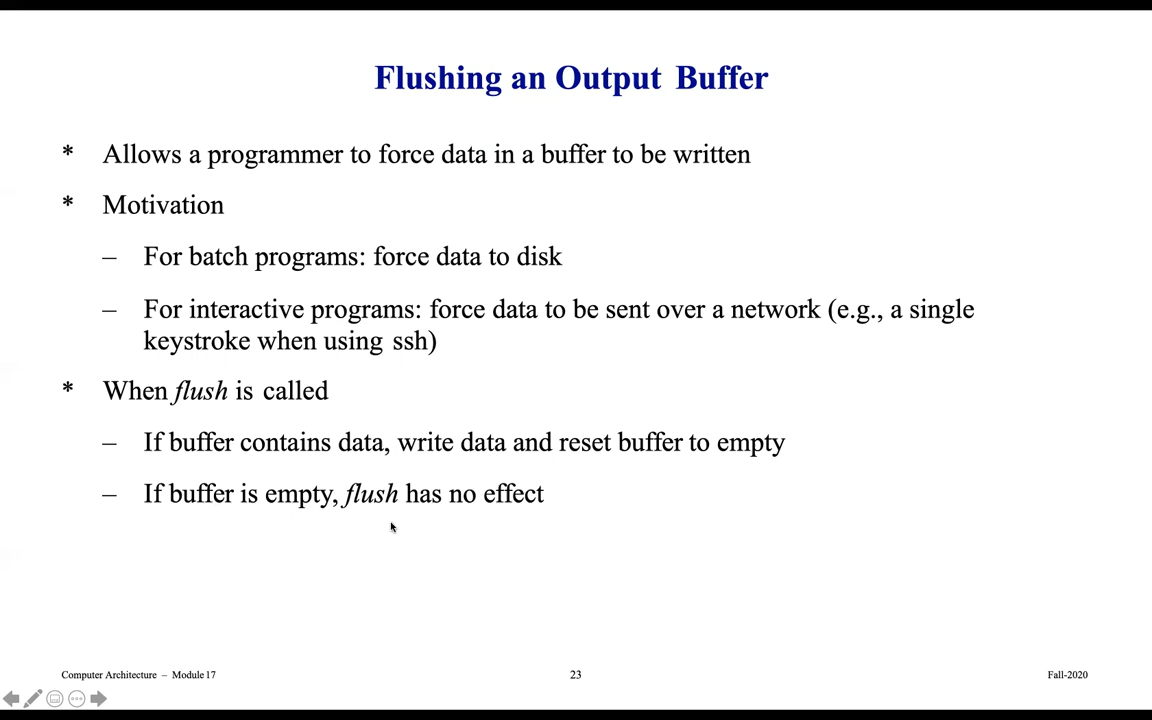 Flushing an Output Buffer
* Allows a programmer to force data in a buffer to be written
* Motivation
– For batch programs: force data to disk
– For interactive programs: force data to be sent over a network (e.g., a single
keystroke when using ssh)
* When flush is called
– If buffer contains data, write data and reset buffer to empty
– If buffer is empty, flush has no effect
Computer Architecture – Module 17 23 Fall-2020